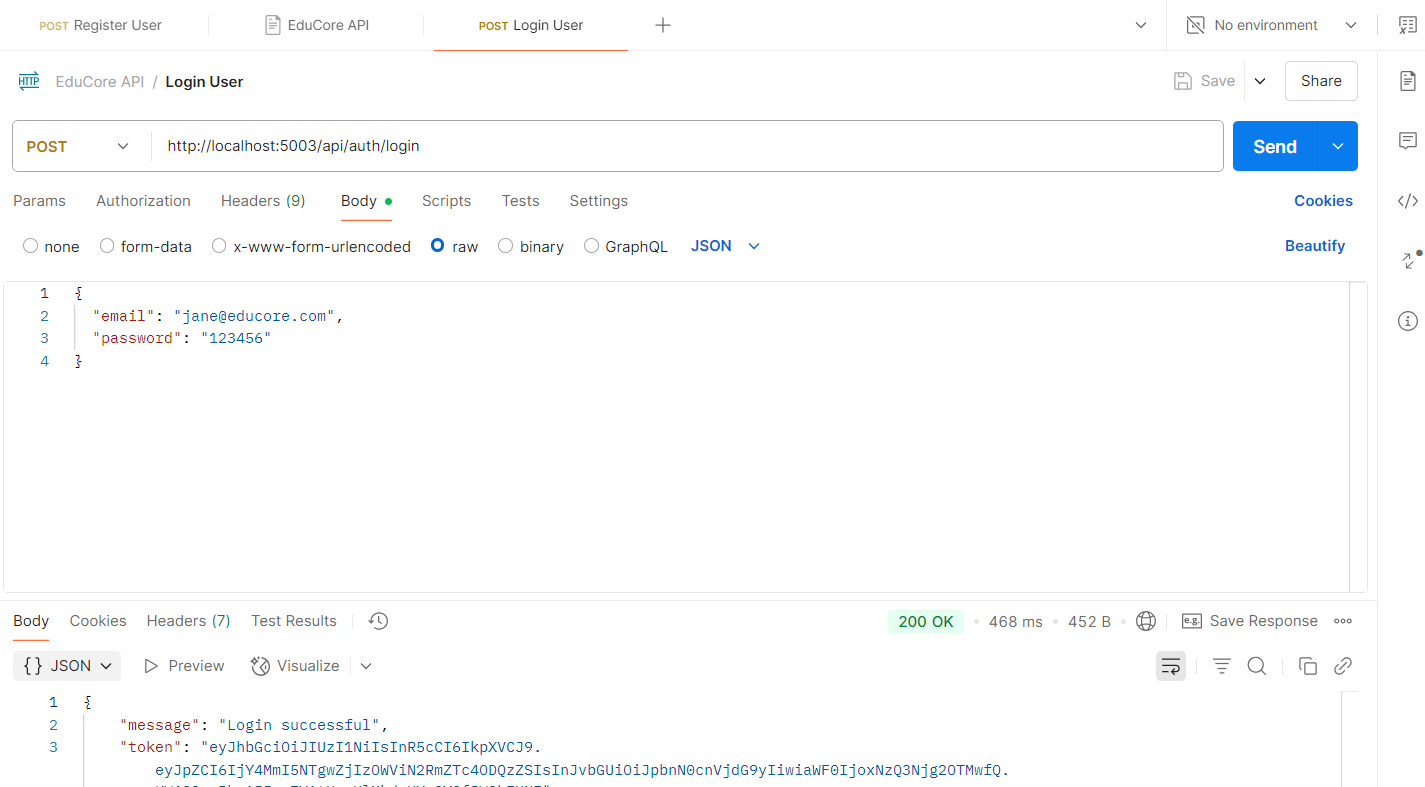 POST Register User EduCore API POST Login User No environment
HTTP EduCore API / Login User Save Share
POST http://localhost:5003/api/auth/login Send
Params Authorization Headers (9) Body Scripts Tests Settings Cookies
none form-data x-www-form-urlencoded raw binary GraphQL JSON Beautify
1 {
2 "email": "jane@educore.com",
3 "password": "123456"
4 }
Body Cookies Headers (7) Test Results 200 OK 468 ms 452 B e.g. Save Response
{} JSON Preview Visualize
1 {
2 "message": "Login successful",
3 "token": "eyJhbGciOiJIUzI1NiIsInR5cCI6IkpXVCJ9.
eyJpZCI6IjY4MmI5NTgwZjIzOWViN2RmZTc4ODQzZSIsInJvbGUiOiJpbnN0cnVjdG9yIiwiaWF0IjoxNzQ3Njg2OTMwfQ.